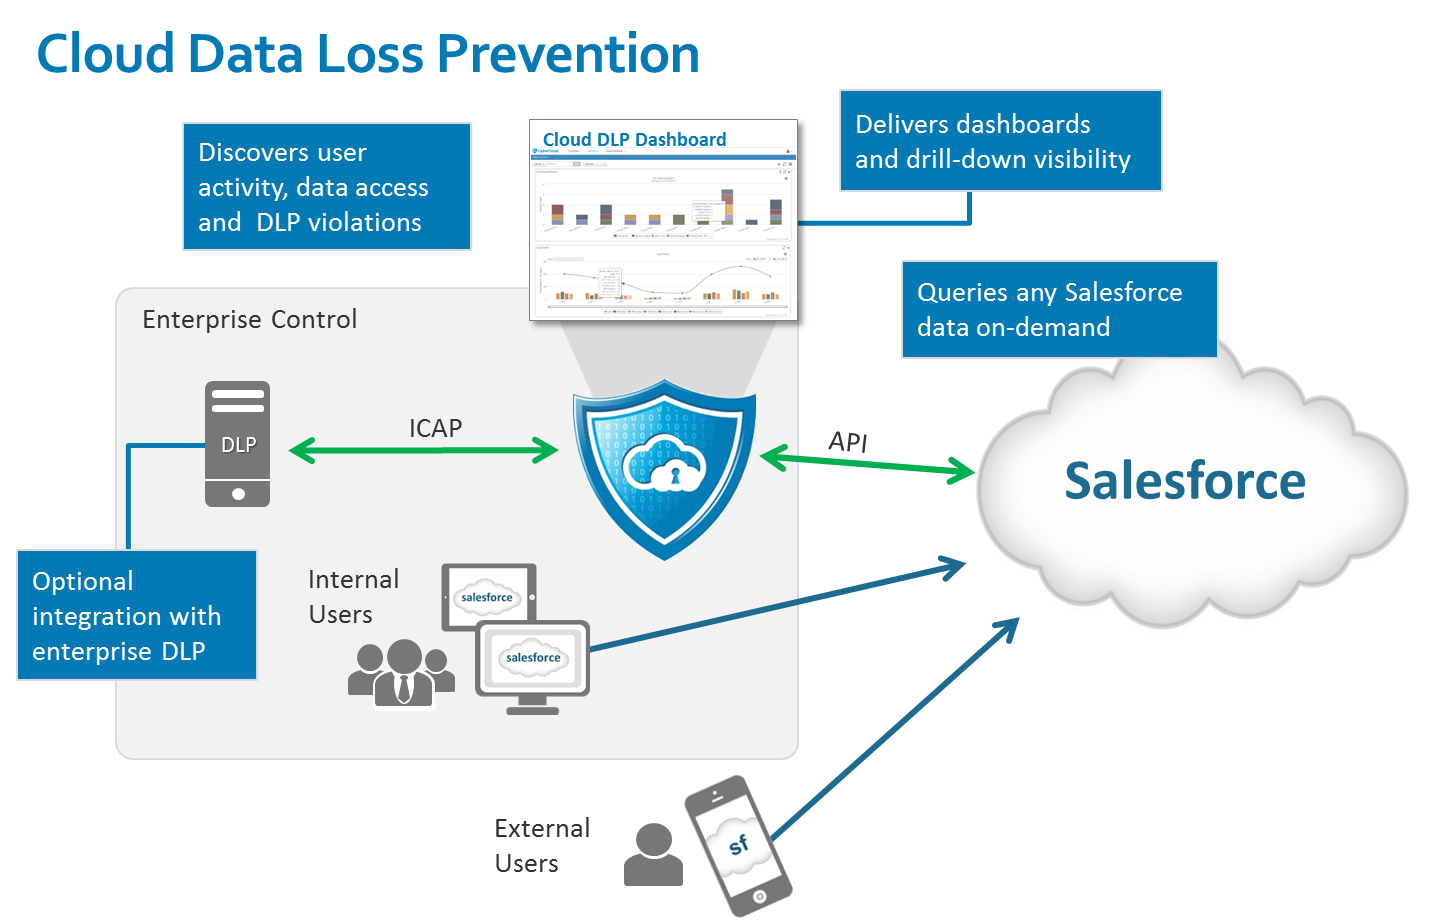 Cloud Data Loss Prevention
Discovers user
activity, data access
and DLP violations
Cloud DLP Dashboard
CipherCloud
Delivers dashboards
and drill-down visibility
Queries any Salesforce
data on-demand
Enterprise Control
DLP
ICAP
API
Salesforce
Optional
integration with
enterprise DLP
Internal
Users
salesforce
salesforce
External
Users
sf